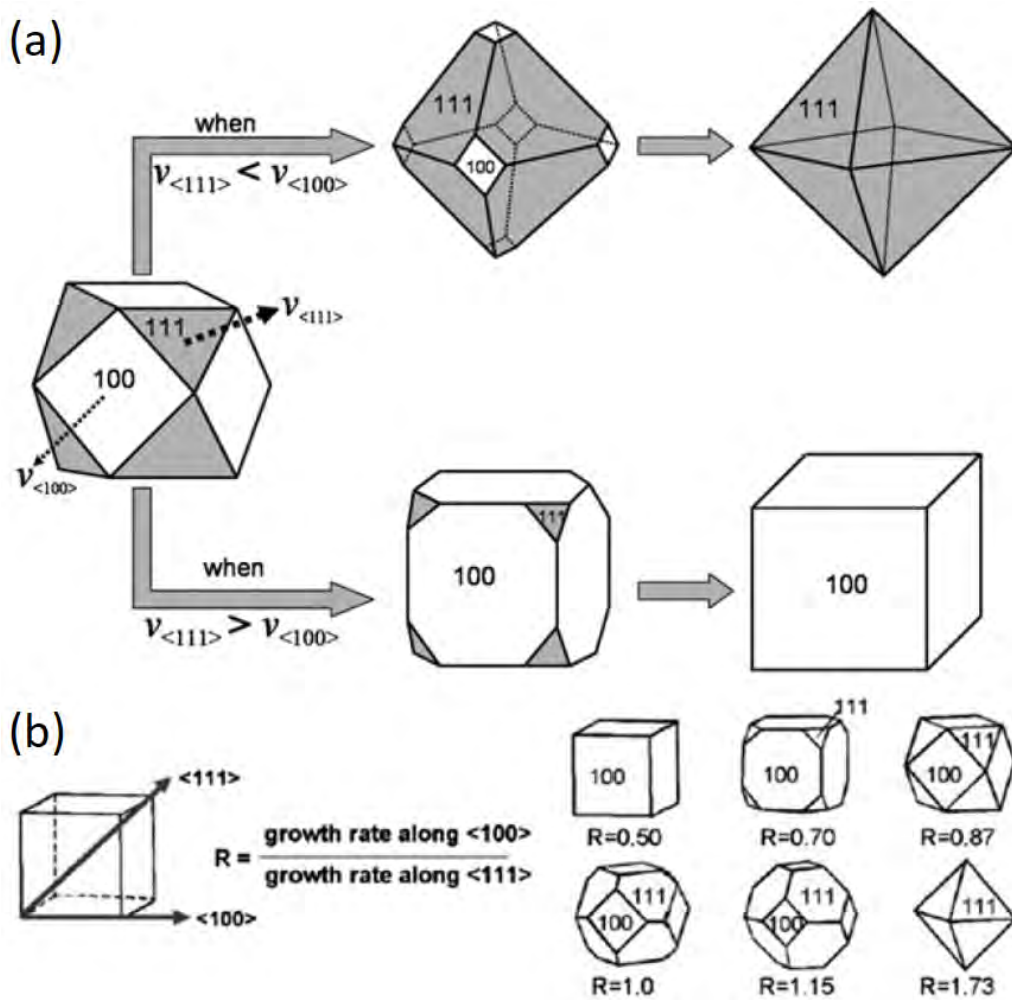 (a)
111
when
v<111> < v<100>
100
111
111
v<111>
100
v<100>
when
v<111> > v<100>
111
100
100
(b)
<111>
R = growth rate along <100>
growth rate along <111>
<100>
100
R=0.50
111
100
R=0.70
111
100
R=0.87
111
100
R=1.0
111
100
R=1.15
111
R=1.73